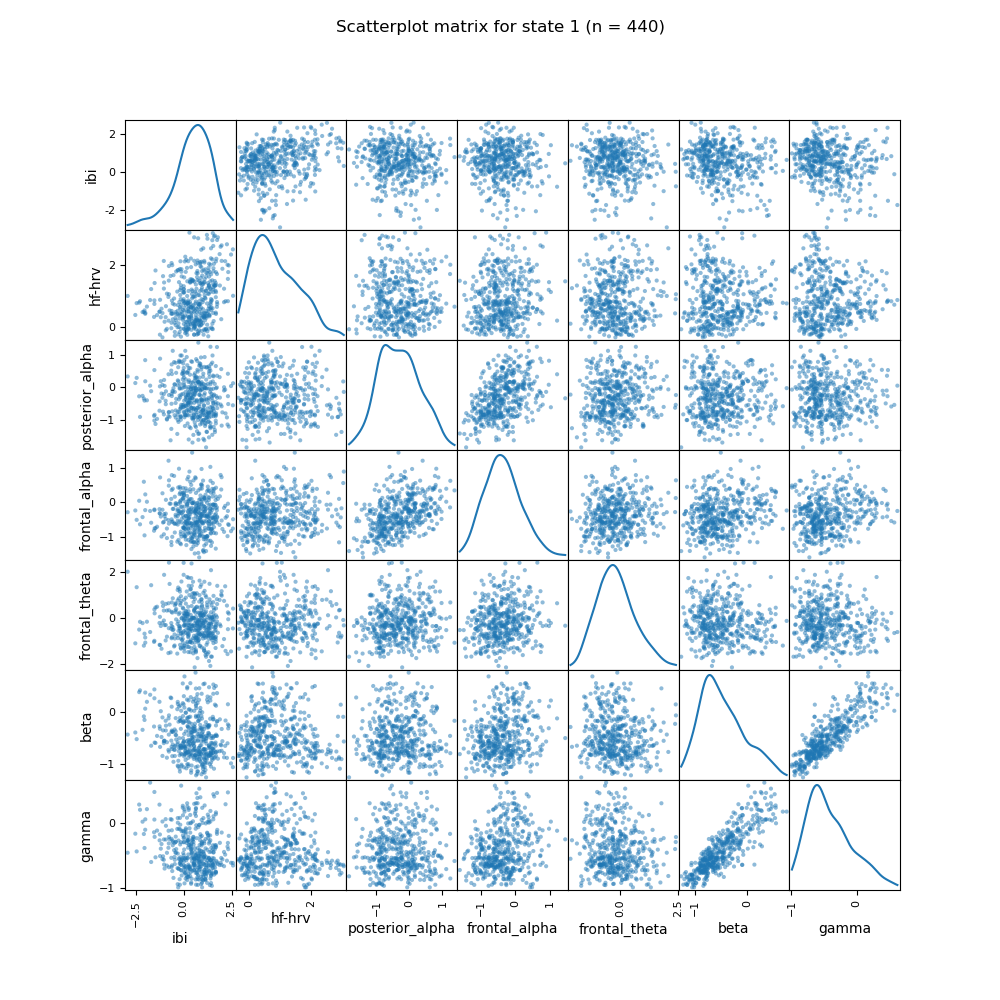 Scatterplot matrix for state 1 (n = 440)
ibi
2
0
-2
hf-hrv
2
0
posterior_alpha
1
0
−1
frontal_alpha
1
0
−1
frontal_theta
2
0
−2
beta
0
−1
gamma
0
−1
−2.5
0.0
2.5
0
2
−1
0
1
−1
0
1
0.0
2.5
−1
0
−1
0
ibi
hf-hrv
posterior_alpha
frontal_alpha
frontal_theta
beta
gamma